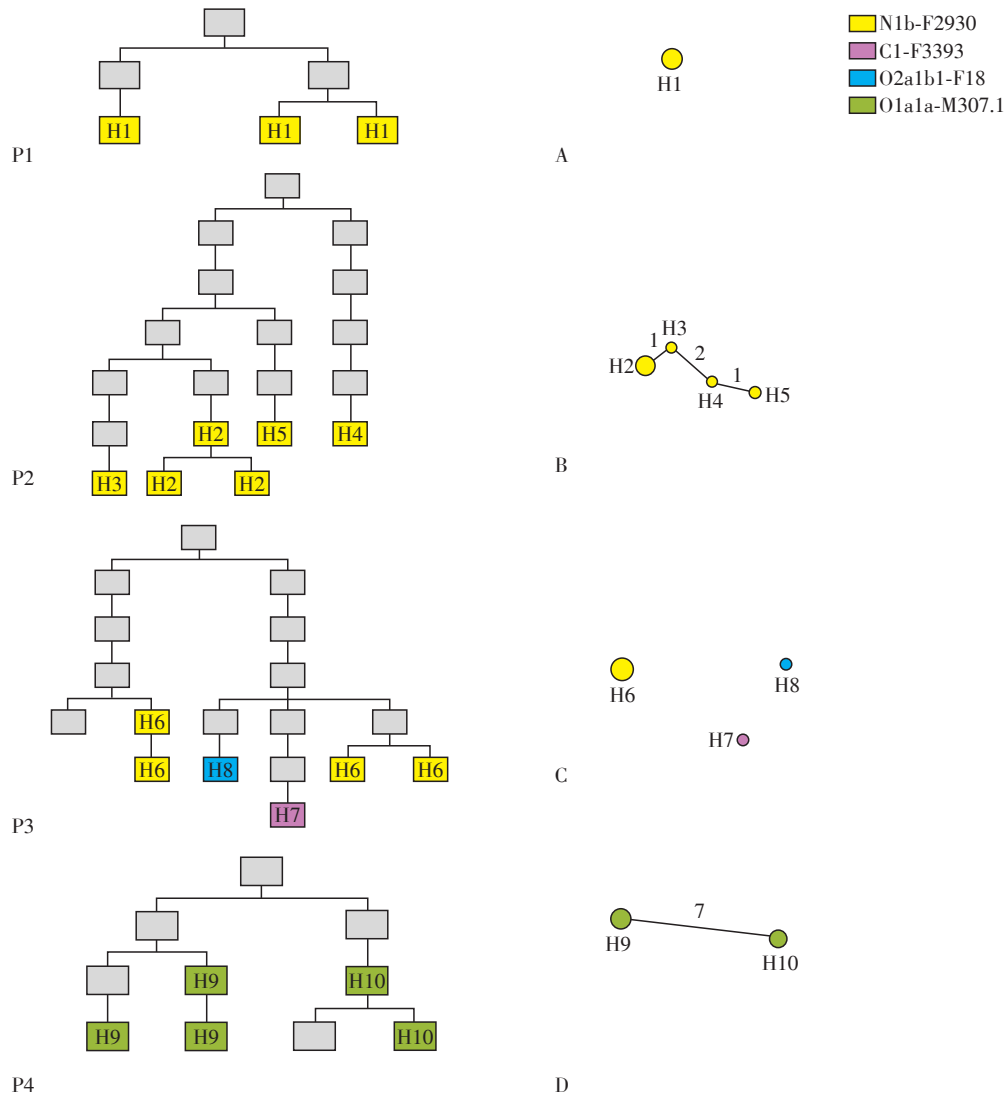 N1b-F2930
C1-F3393
O2a1b1-F18
O1a1a-M307.1
H1 H1 H1
P1
H1
A
H2 H5 H4
H3 H2 H2
P2
H3
1 2
H2 1
H4 H5
B
H6
H6 H8 H6 H6
H7
P3
H6 H8
H7
C
H9 H10
H9 H9 H10
P4
7
H9
H10
D